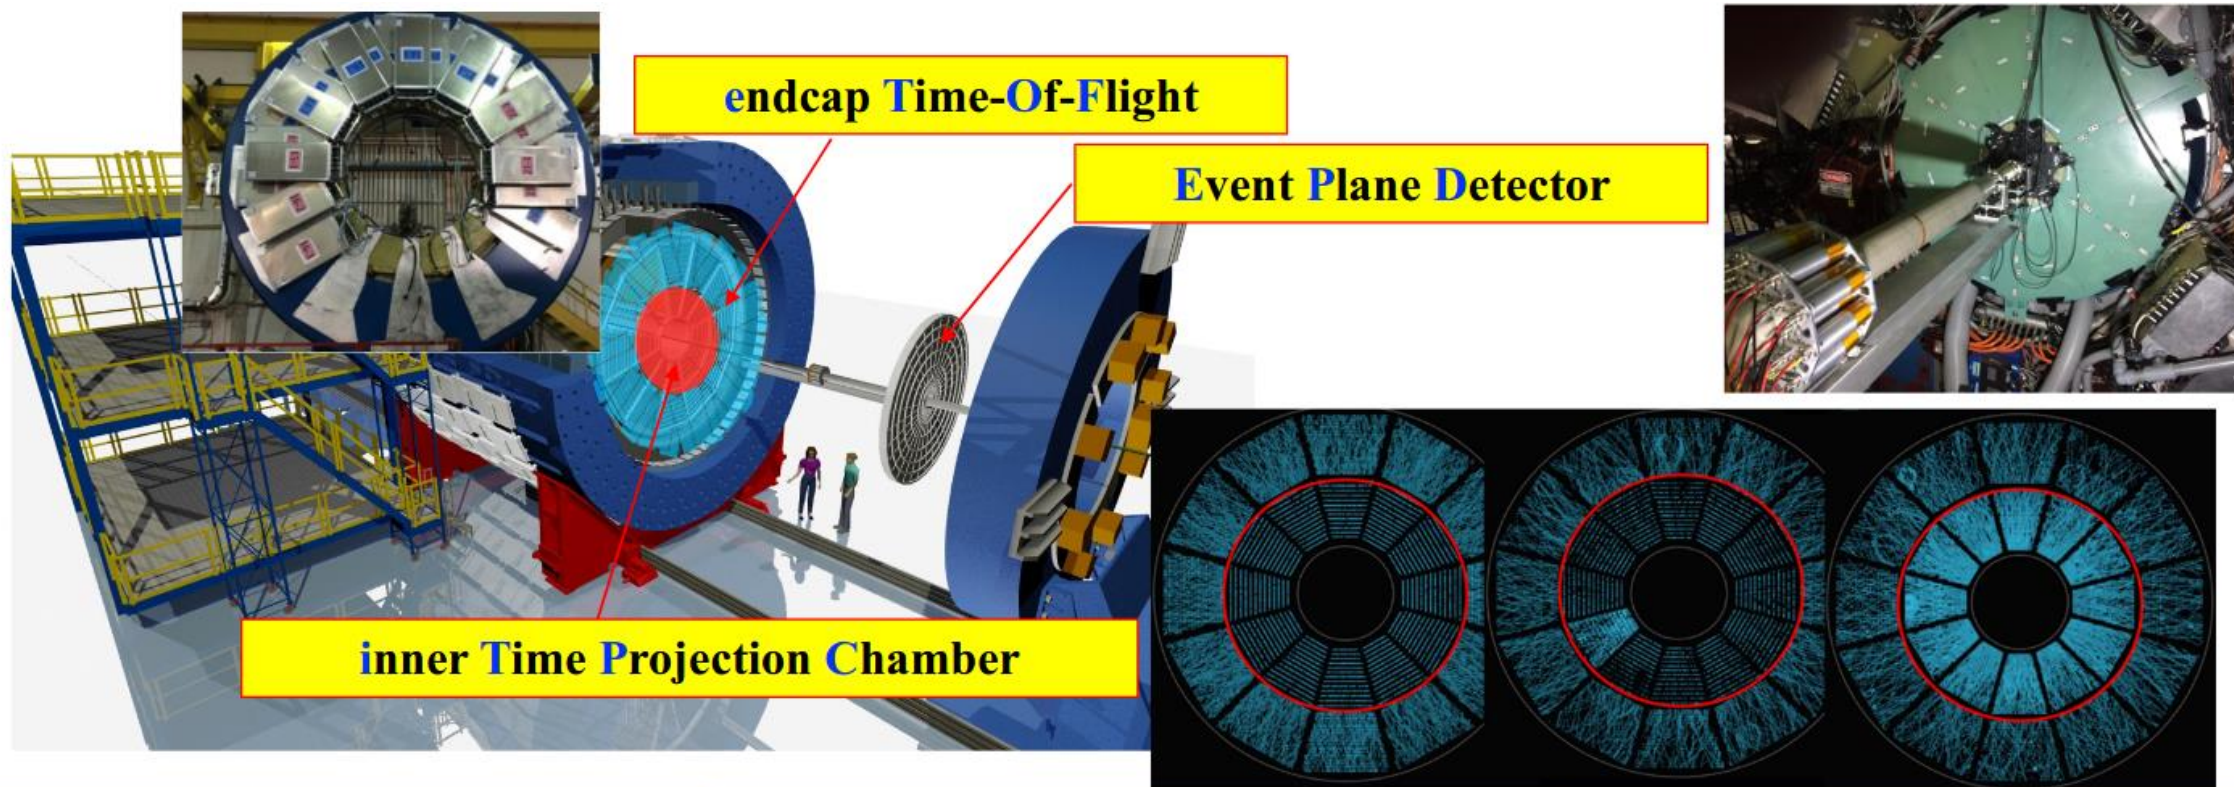 endcap Time-Of-Flight
Event Plane Detector
inner Time Projection Chamber